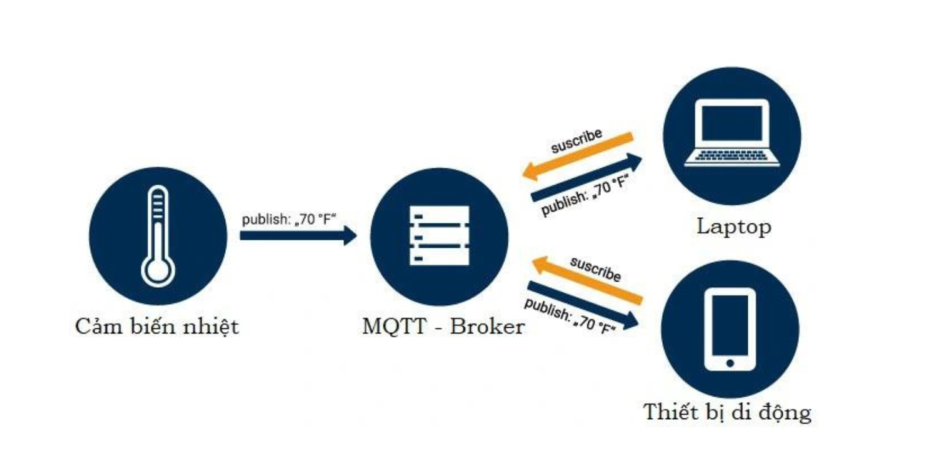 suscribe
publish: „70 °F“
Laptop
publish: „70 °F“
Cảm biến nhiệt
MQTT - Broker
suscribe
publish: „70 °F“
Thiết bị di động